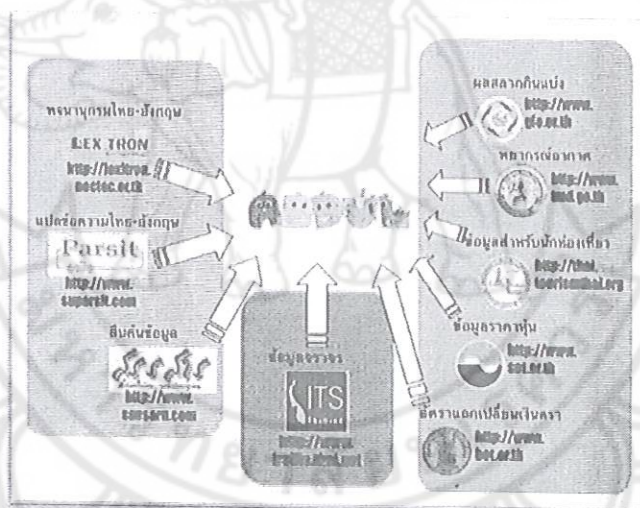 พจนานุกรมไทย-อังกฤษ
LEX TRON
http://lexitron.
nectec.or.th
แปลข้อความไทย-อังกฤษ
Parsit
http://www.
suparsit.com
สืบค้นข้อมูล
http://www.
sansarn.com
ข้อมูลจราจร
ITS
http://www.
ผลสลากกินแบ่ง
http://www.
glo.or.th
พยากรณ์อากาศ
http://www.
tmd.go.th
ข้อมูลสำหรับนักท่องเที่ยว
http://thai.
tourismthai.org
ข้อมูลราคาหุ้น
http://www.
set.or.th
อัตราแลกเปลี่ยนเงินตรา
http://www.
bot.or.th